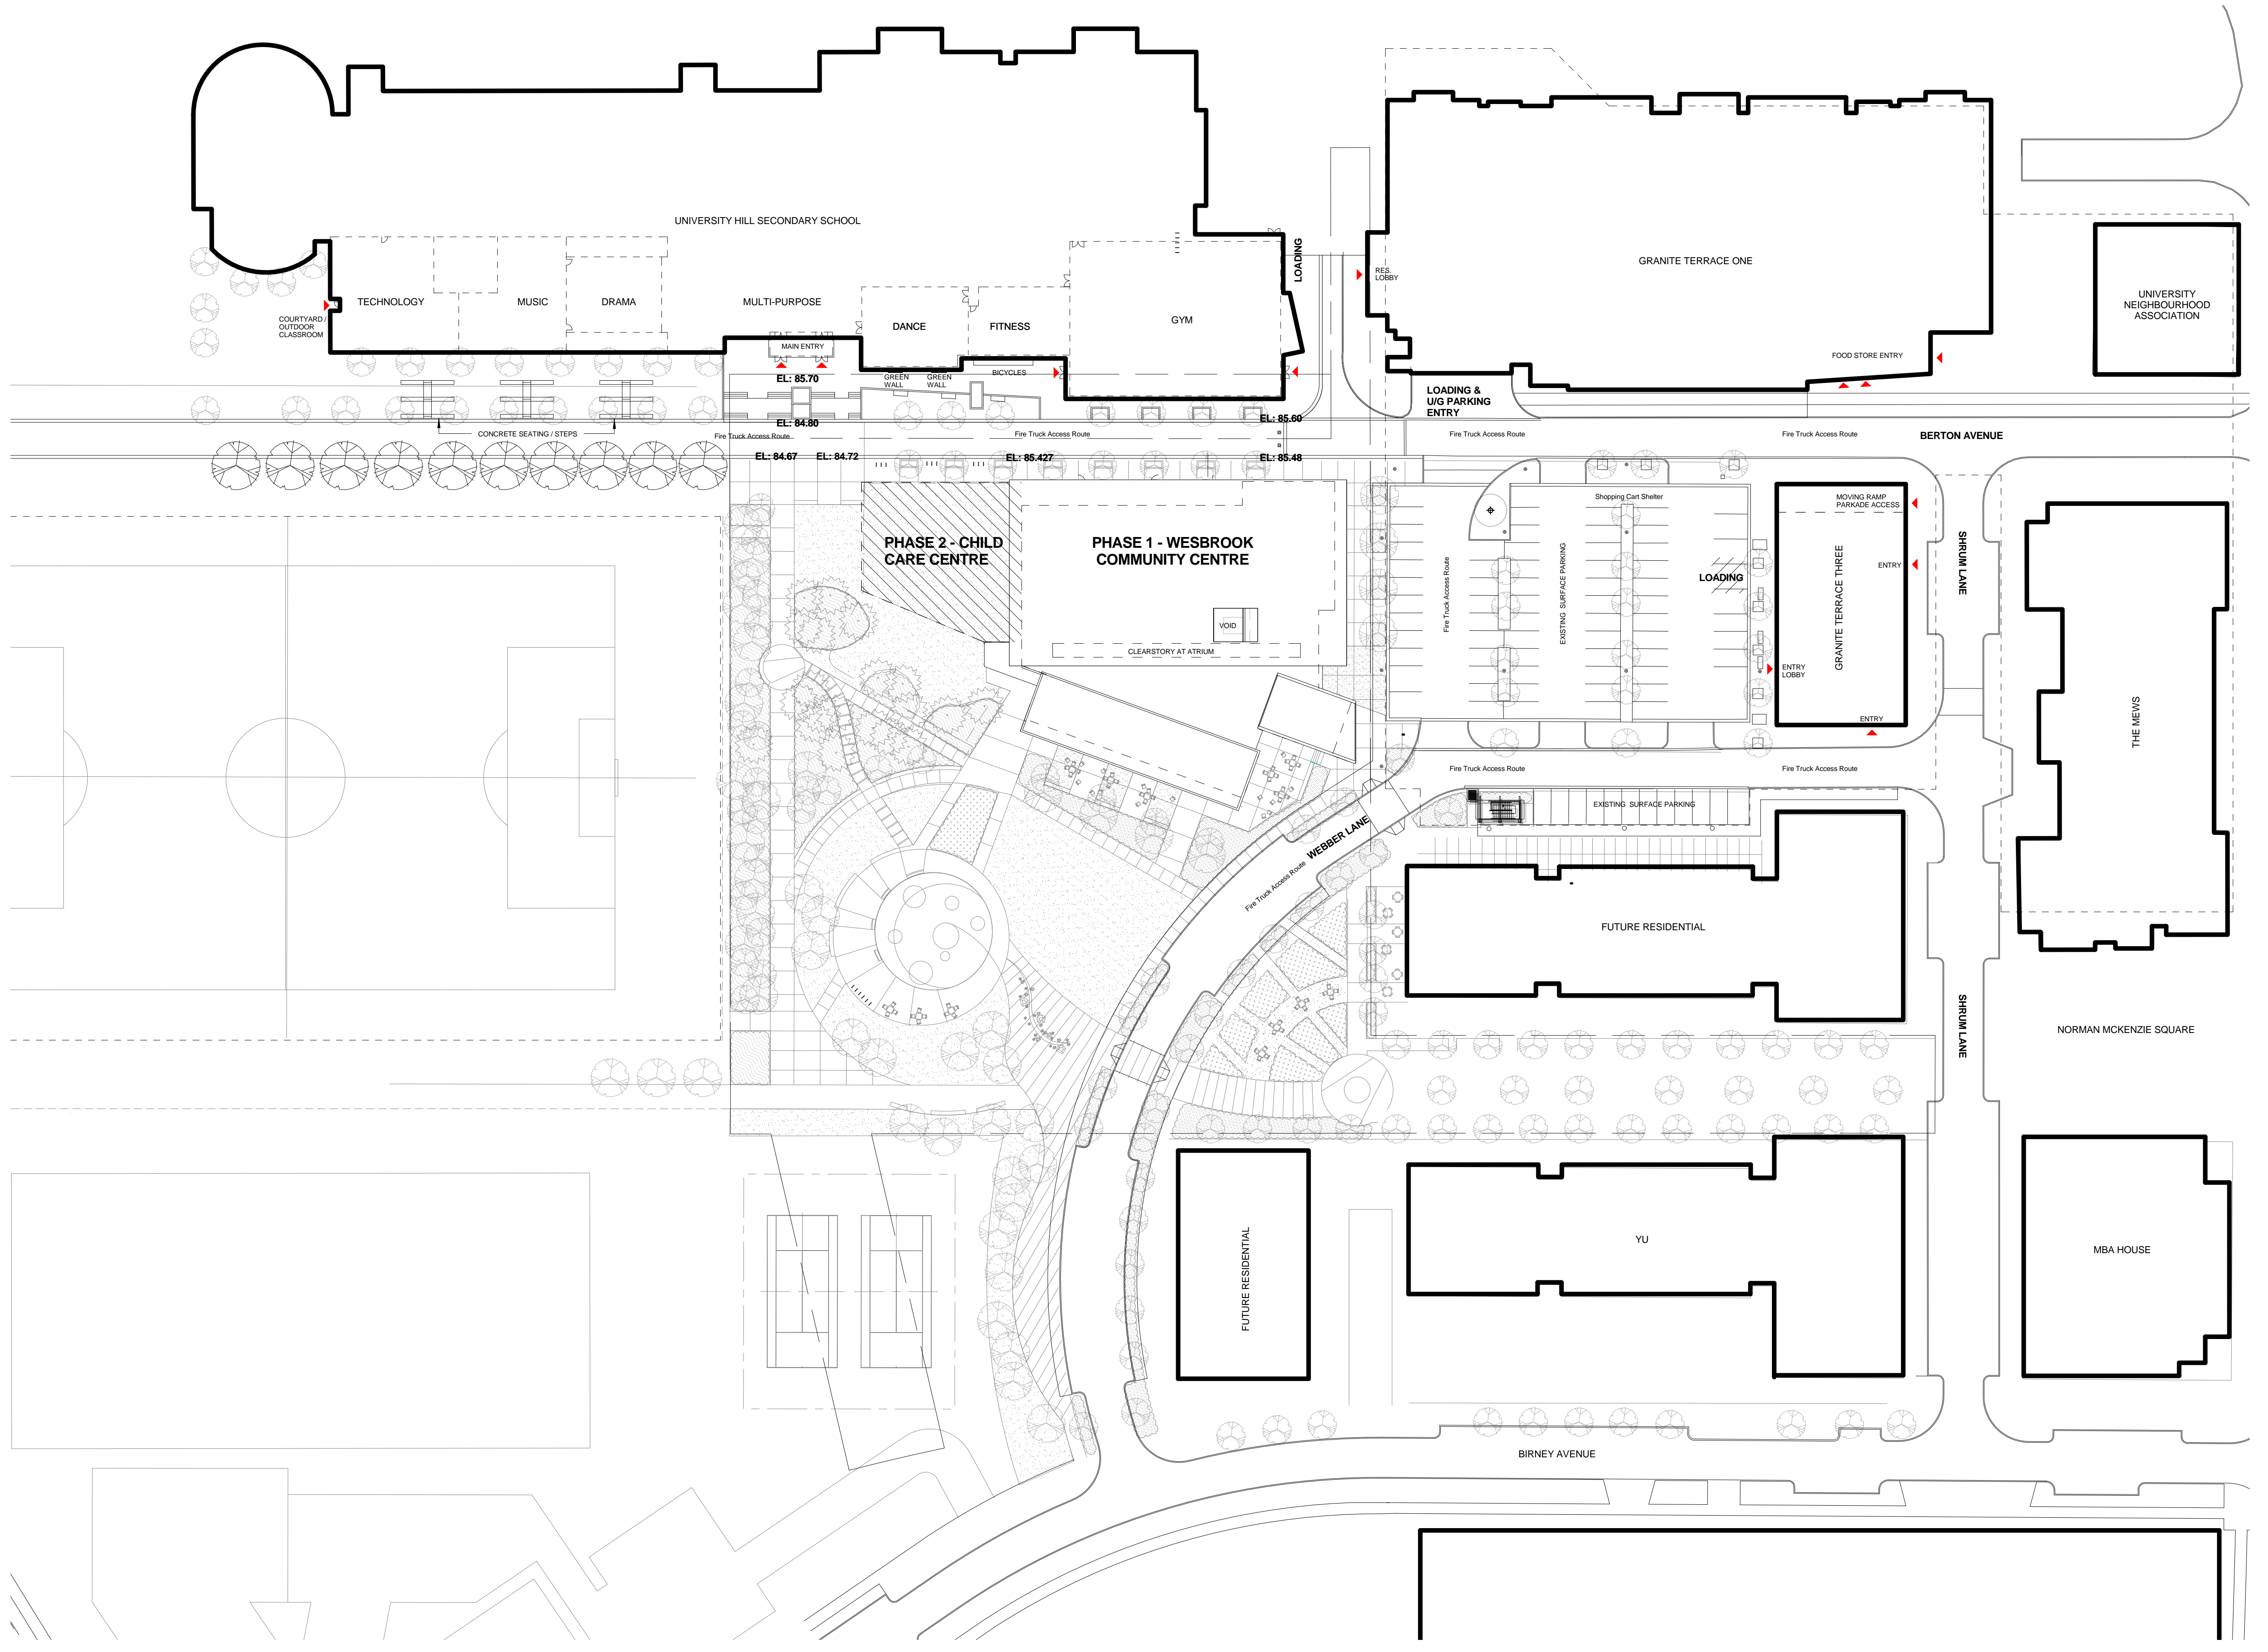 UNIVERSITY HILL SECONDARY SCHOOL
LOADING
RES.
LOBBY
GRANITE TERRACE ONE
UNIVERSITY
NEIGHBOURHOOD
ASSOCIATION
TECHNOLOGY
MUSIC
DRAMA
MULTI-PURPOSE
DANCE
FITNESS
GYM
COURTYARD /
OUTDOOR
CLASSROOM
MAIN ENTRY
FOOD STORE ENTRY
EL: 85.70
GREEN
WALL
GREEN
WALL
BICYCLES
LOADING &
U/G PARKING
ENTRY
EL: 84.80
EL: 85.60
CONCRETE SEATING / STEPS
Fire Truck Access Route
Fire Truck Access Route
Fire Truck Access Route
Fire Truck Access Route
BERTON AVENUE
EL: 84.67
EL: 84.72
EL: 85.427
EL: 85.48
Shopping Cart Shelter
MOVING RAMP
PARKADE ACCESS
PHASE 2 - CHILD
CARE CENTRE
PHASE 1 - WESBROOK
COMMUNITY CENTRE
Fire Truck Access Route
EXISTING SURFACE PARKING
LOADING
GRANITE TERRACE THREE
ENTRY
SHRUM LANE
VOID
CLEARSTORY AT ATRIUM
ENTRY
LOBBY
ENTRY
THE MEWS
Fire Truck Access Route
Fire Truck Access Route
EXISTING SURFACE PARKING
WEBBER LANE
Fire Truck Access Route
FUTURE RESIDENTIAL
SHRUM LANE
NORMAN MCKENZIE SQUARE
FUTURE RESIDENTIAL
YU
MBA HOUSE
BIRNEY AVENUE